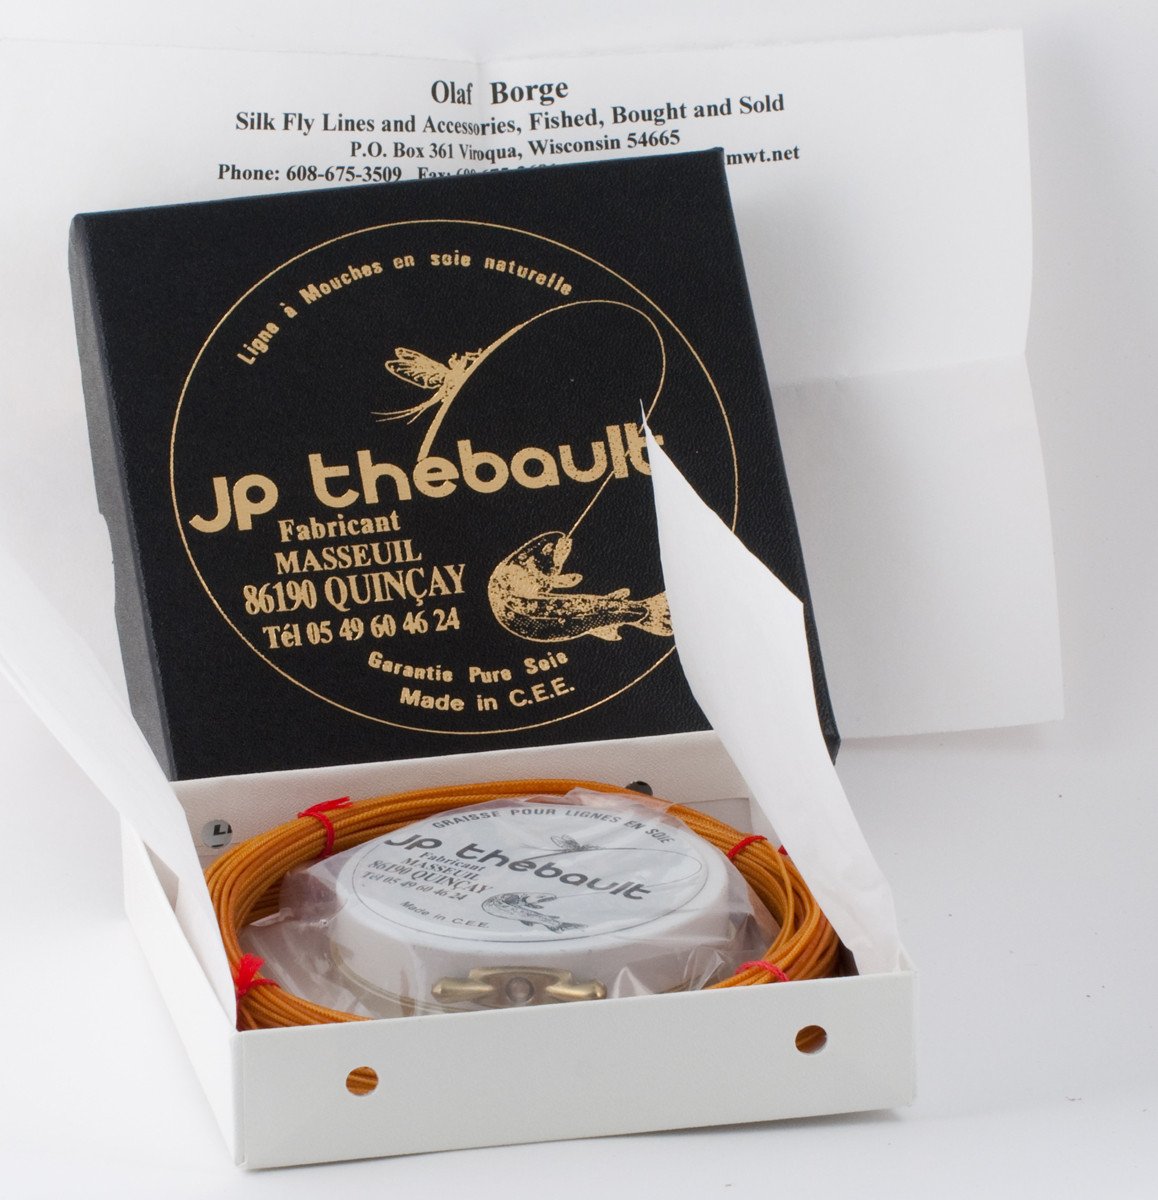 Olaf Borge
Silk Fly Lines and Accessories, Fished, Bought and Sold
P.O. Box 361 Viroqua, Wisconsin 54665
Phone: 608-675-3509 Fax: mwt.net
Ligne à Mouches en soie naturelle
JP thebault
Fabricant
MASSEUIL
86190 QUINÇAY
Tél 05 49 60 46 24
Garantie Pure Soie
Made in C.E.E.
GRAISSE POUR LIGNES EN SOIE
JP thebault
Fabricant
MASSEUIL
86190 QUINÇAY
Tél 05 49 60 46 24
Made in C.E.E.